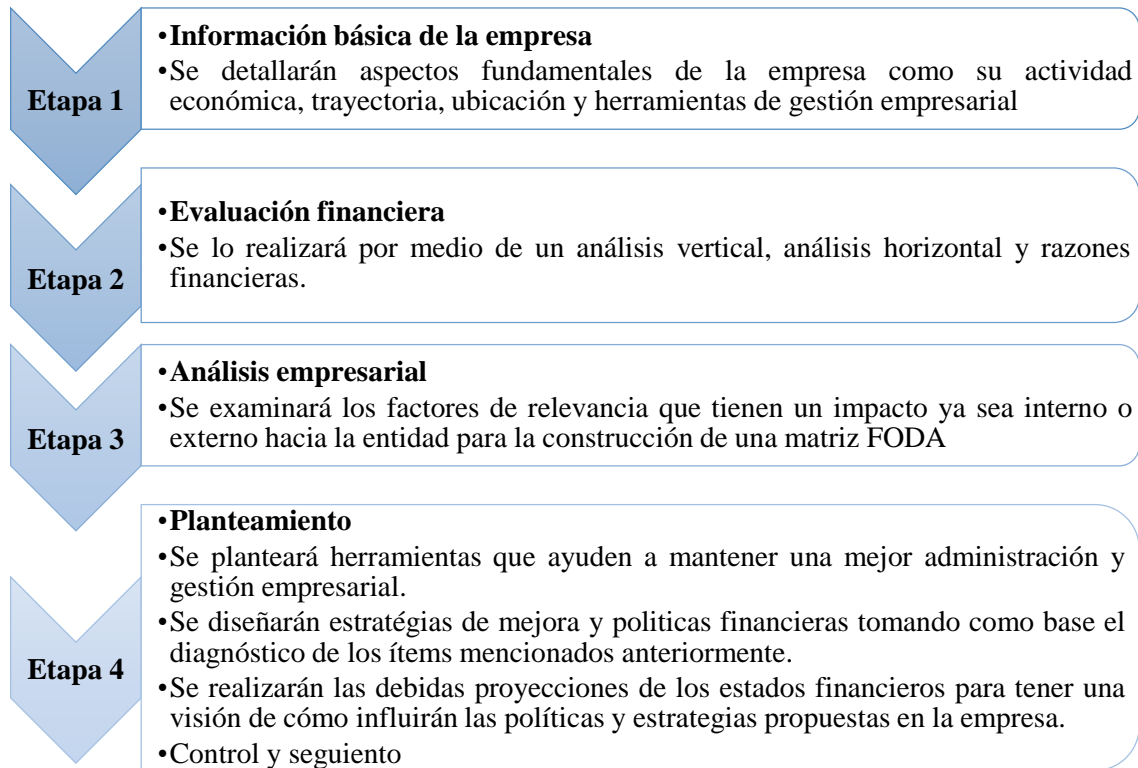 Etapa 1
•Información básica de la empresa
•Se detallarán aspectos fundamentales de la empresa como su actividad
económica, trayectoria, ubicación y herramientas de gestión empresarial
Etapa 2
•Evaluación financiera
•Se lo realizará por medio de un análisis vertical, análisis horizontal y razones
financieras.
Etapa 3
•Análisis empresarial
•Se examinará los factores de relevancia que tienen un impacto ya sea interno o
externo hacia la entidad para la construcción de una matriz FODA
Etapa 4
•Planteamiento
•Se planteará herramientas que ayuden a mantener una mejor administración y
gestión empresarial.
•Se diseñarán estratégias de mejora y politicas financieras tomando como base el
diagnóstico de los ítems mencionados anteriormente.
•Se realizarán las debidas proyecciones de los estados financieros para tener una
visión de cómo influirán las políticas y estrategias propuestas en la empresa.
•Control y seguiento